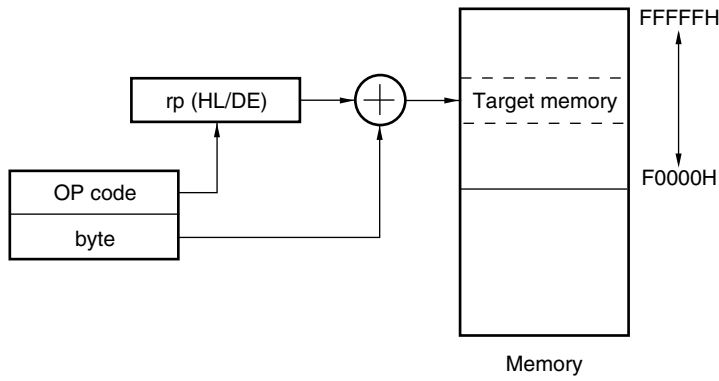 FFFFFH
rp (HL/DE)
Target memory
OP code
F0000H
byte
Memory